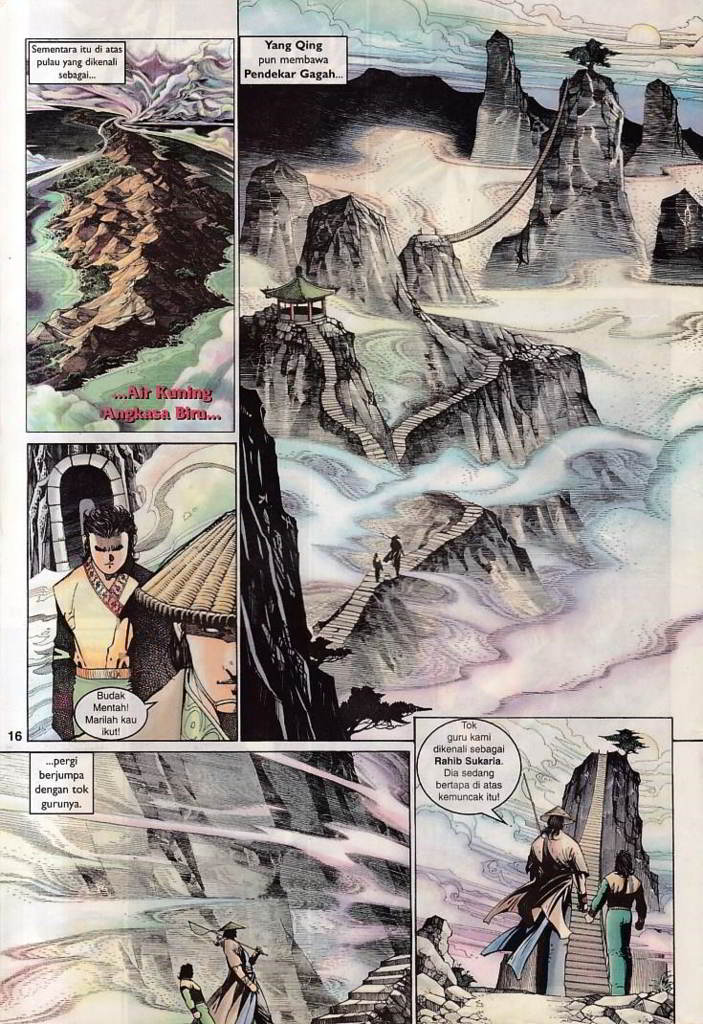 Sementara itu di atas
pulau yang dikenali
sebagai...
...Air Kuning
Angkasa Biru...
Yang Qing
pun membawa
Pendekar Gagah...
Budak
Mentah!
Marilah kau
ikut!
16
...pergi
berjumpa
dengan tok
gurunya.
Tok
guru kami
dikenali sebagai
Rahib Sukaria.
Dia sedang
bertapa di atas
kemuncak itu!